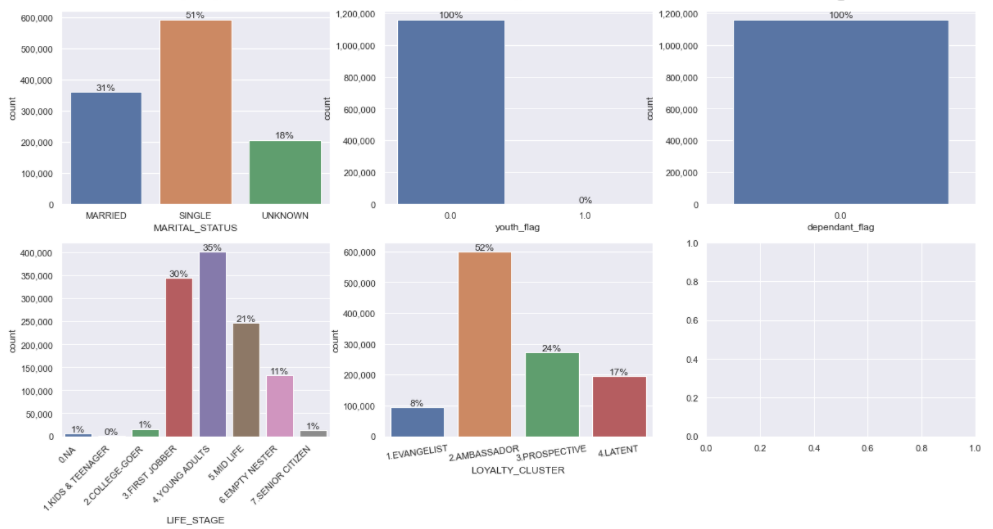 600,000
500,000
400,000
300,000
200,000
100,000
0
count
31%
51%
18%
MARRIED
SINGLE
UNKNOWN
MARITAL_STATUS
1,200,000
1,000,000
800,000
600,000
400,000
200,000
0
count
100%
0%
0.0
1.0
youth_flag
1,200,000
1,000,000
800,000
600,000
400,000
200,000
0
count
100%
0.0
dependant_flag
400,000
350,000
300,000
250,000
200,000
150,000
100,000
50,000
0
count
1%
0%
1%
30%
35%
21%
11%
1%
0.NA
1.KIDS & TEENAGER
2.COLLEGE-GOER
3.FIRST JOBBER
4.YOUNG ADULTS
5.MID LIFE
6.EMPTY NESTER
7.SENIOR CITIZEN
LIFE_STAGE
600,000
500,000
400,000
300,000
200,000
100,000
0
count
8%
52%
24%
17%
1.EVANGELIST
2.AMBASSADOR
3.PROSPECTIVE
4.LATENT
LOYALTY_CLUSTER
1.0
0.8
0.6
0.4
0.2
0.0
0.0
0.2
0.4
0.6
0.8
1.0